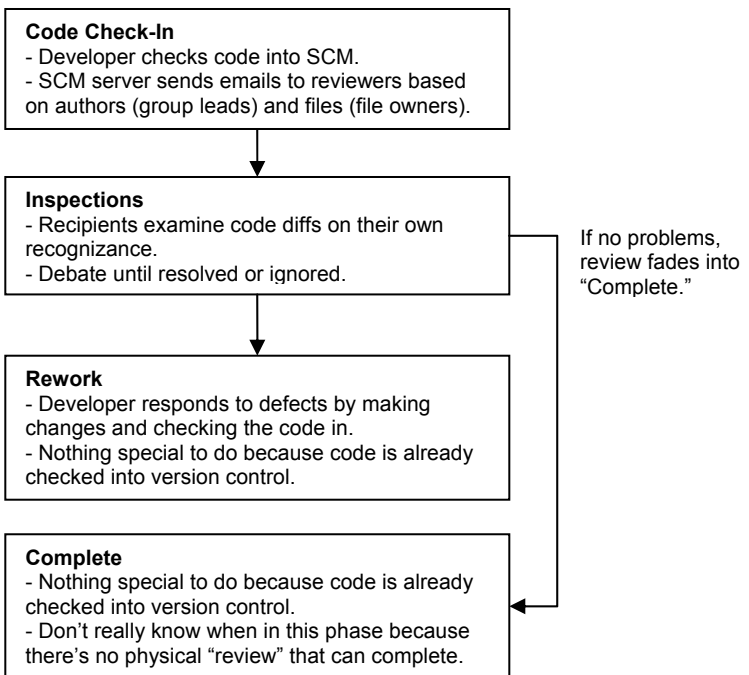 Code Check-In
- Developer checks code into SCM.
- SCM server sends emails to reviewers based
on authors (group leads) and files (file owners).
Inspections
- Recipients examine code diffs on their own
recognizance.
- Debate until resolved or ignored.
If no problems,
review fades into
“Complete.”
Rework
- Developer responds to defects by making
changes and checking the code in.
- Nothing special to do because code is already
checked into version control.
Complete
- Nothing special to do because code is already
checked into version control.
- Don’t really know when in this phase because
there’s no physical “review” that can complete.